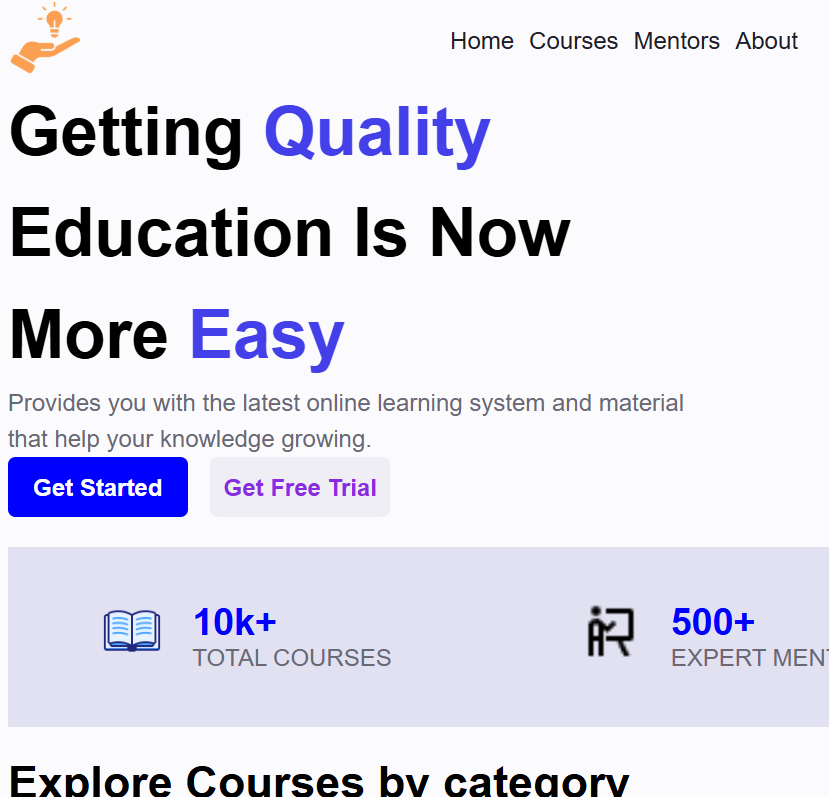 Home Courses Mentors About
Getting Quality
Education Is Now
More Easy
Provides you with the latest online learning system and material
that help your knowledge growing.
Get Started Get Free Trial
10k+ 500+
TOTAL COURSES EXPERT
Explore Courses by category